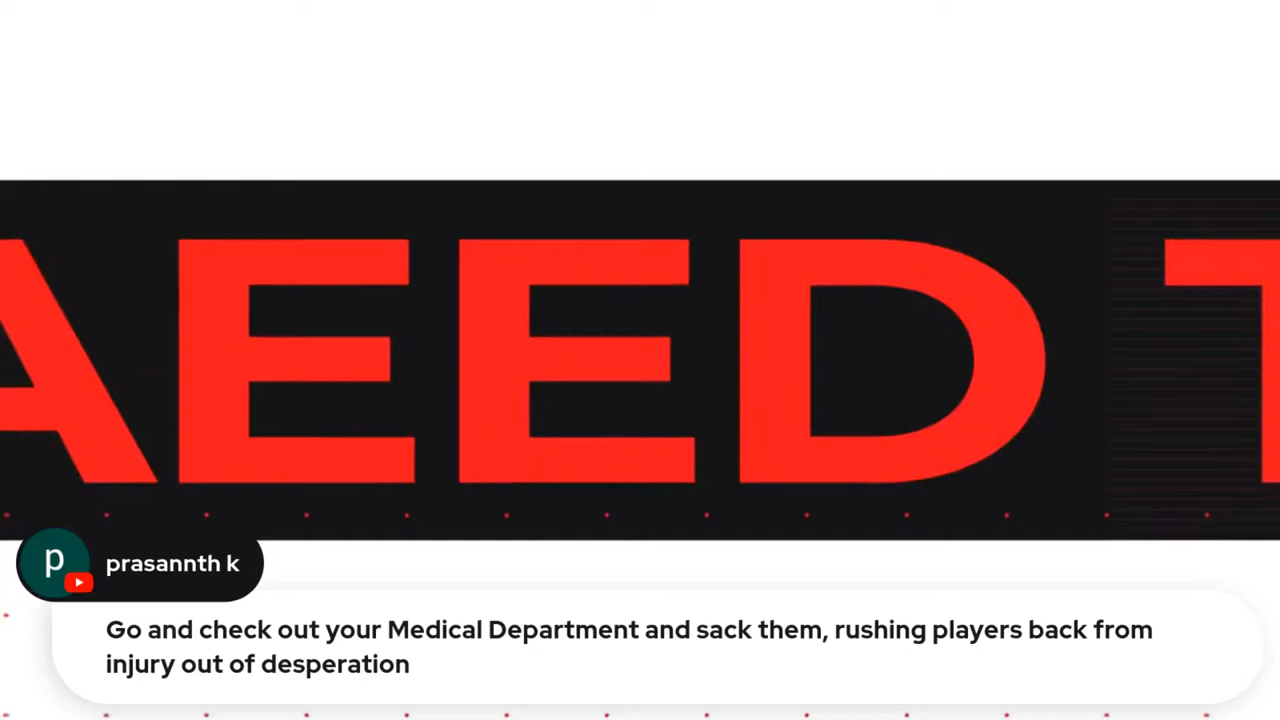 AEED T
p
prasannth k
Go and check out your Medical Department and sack them, rushing players back from
injury out of desperation